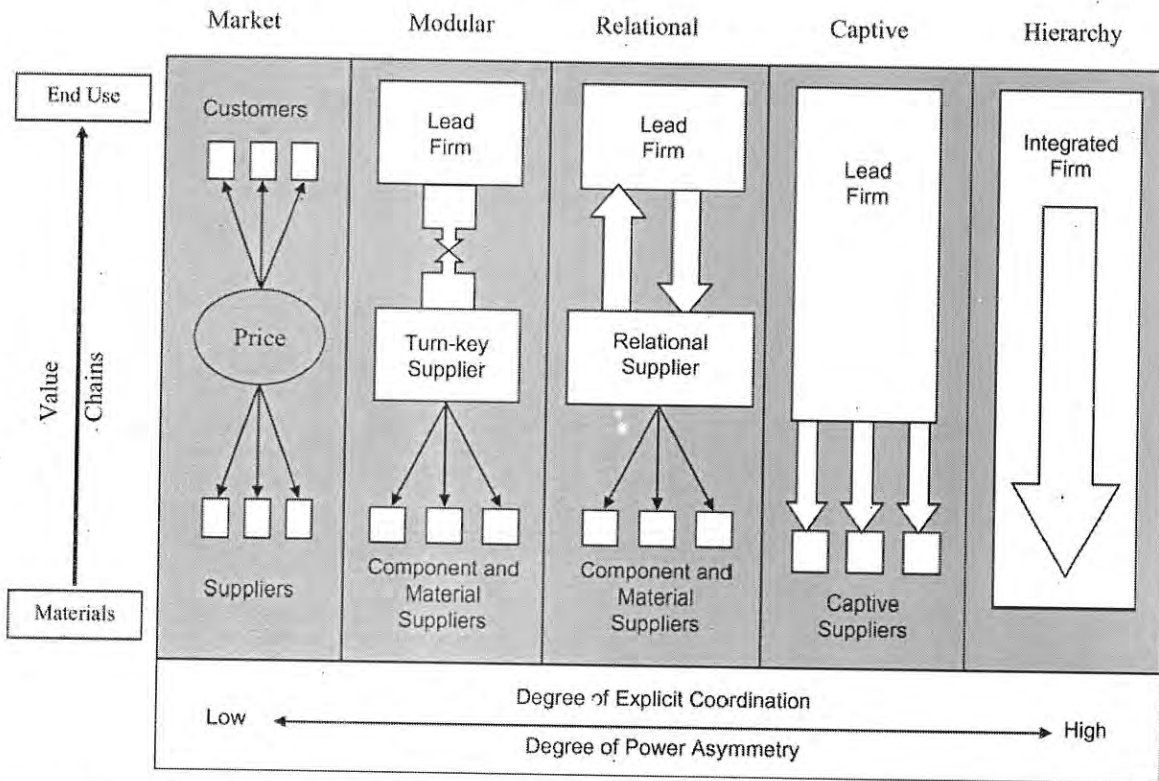 Market
Modular
Relational
Captive
Hierarchy
End Use
Value
Chains
Materials
Customers
Price
Suppliers
Lead
Firm
Turn-key
Supplier
Component and
Material
Suppliers
Lead
Firm
Relational
Supplier
Component and
Material
Suppliers
Lead
Firm
Captive
Suppliers
Integrated
Firm
Degree of Explicit Coordination
Low
High
Degree of Power Asymmetry